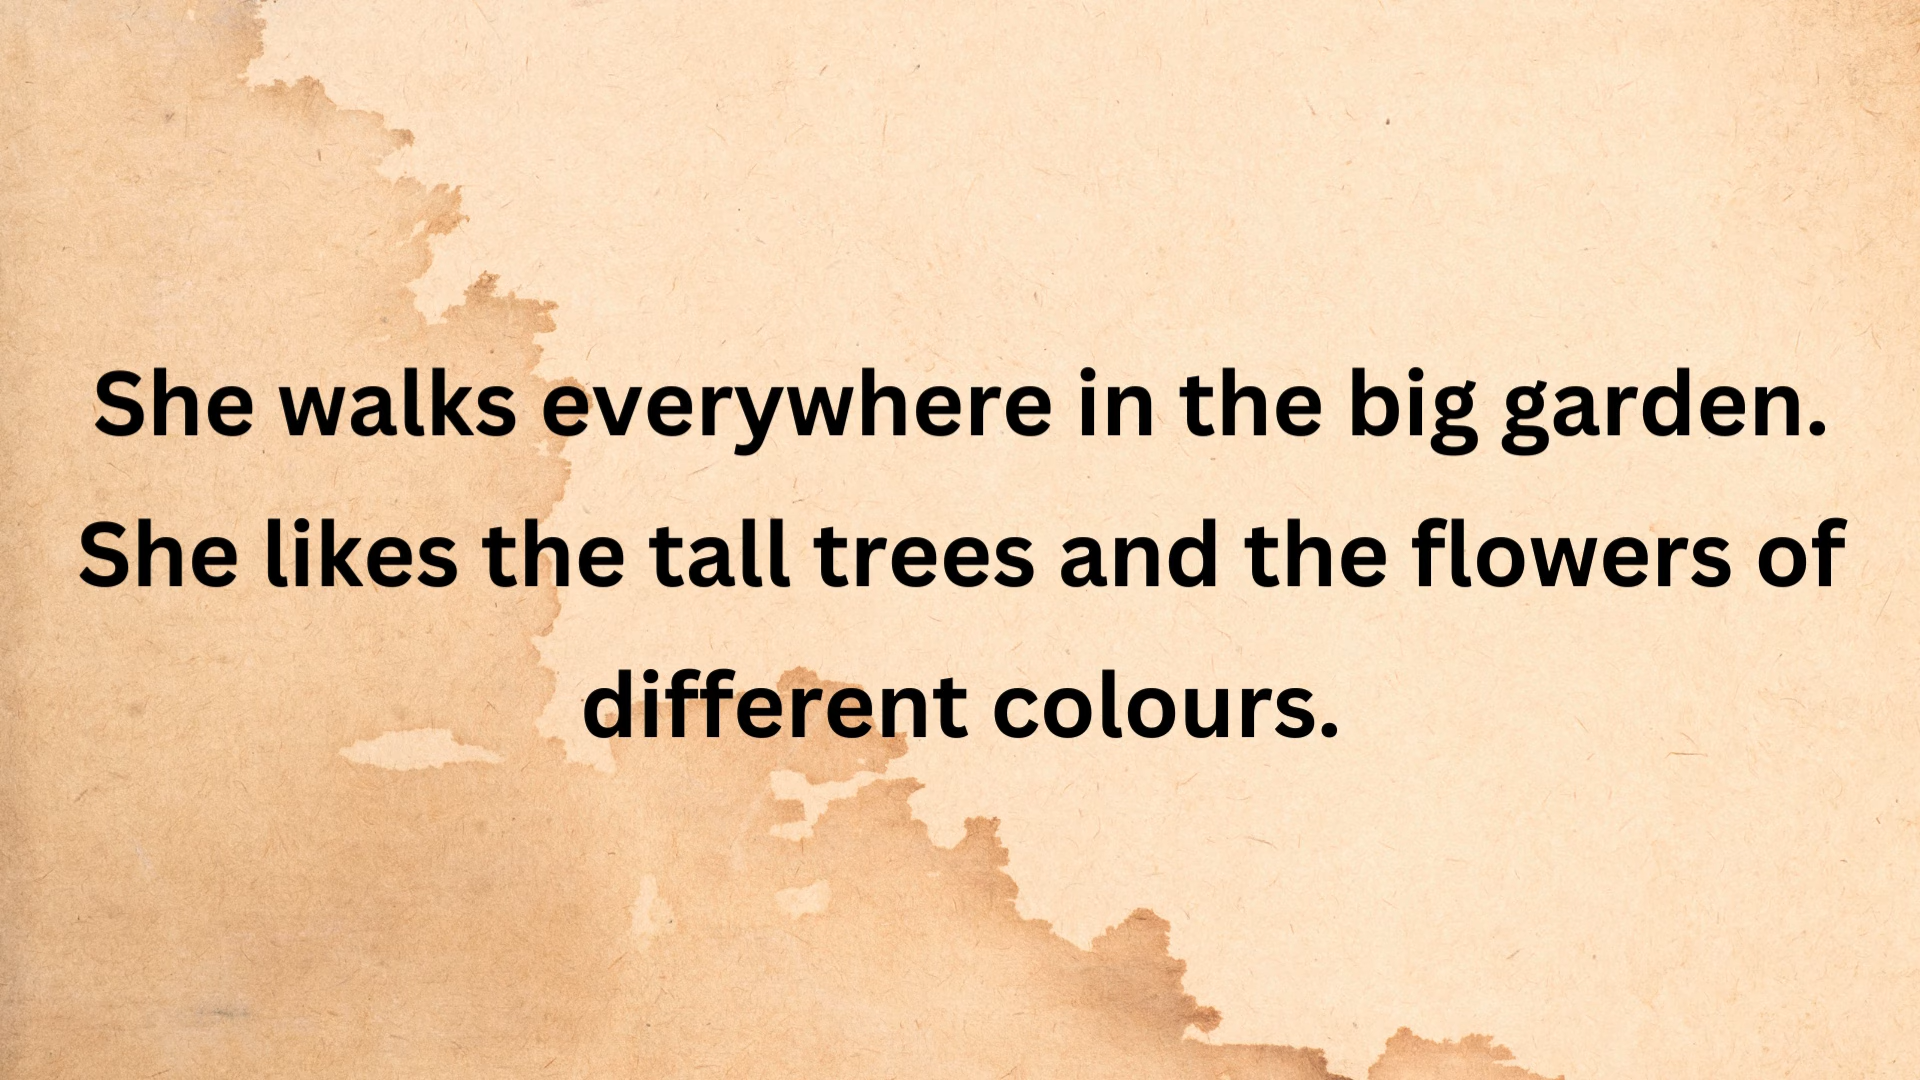 She walks everywhere in the big garden.
She likes the tall trees and the flowers of
different colours.